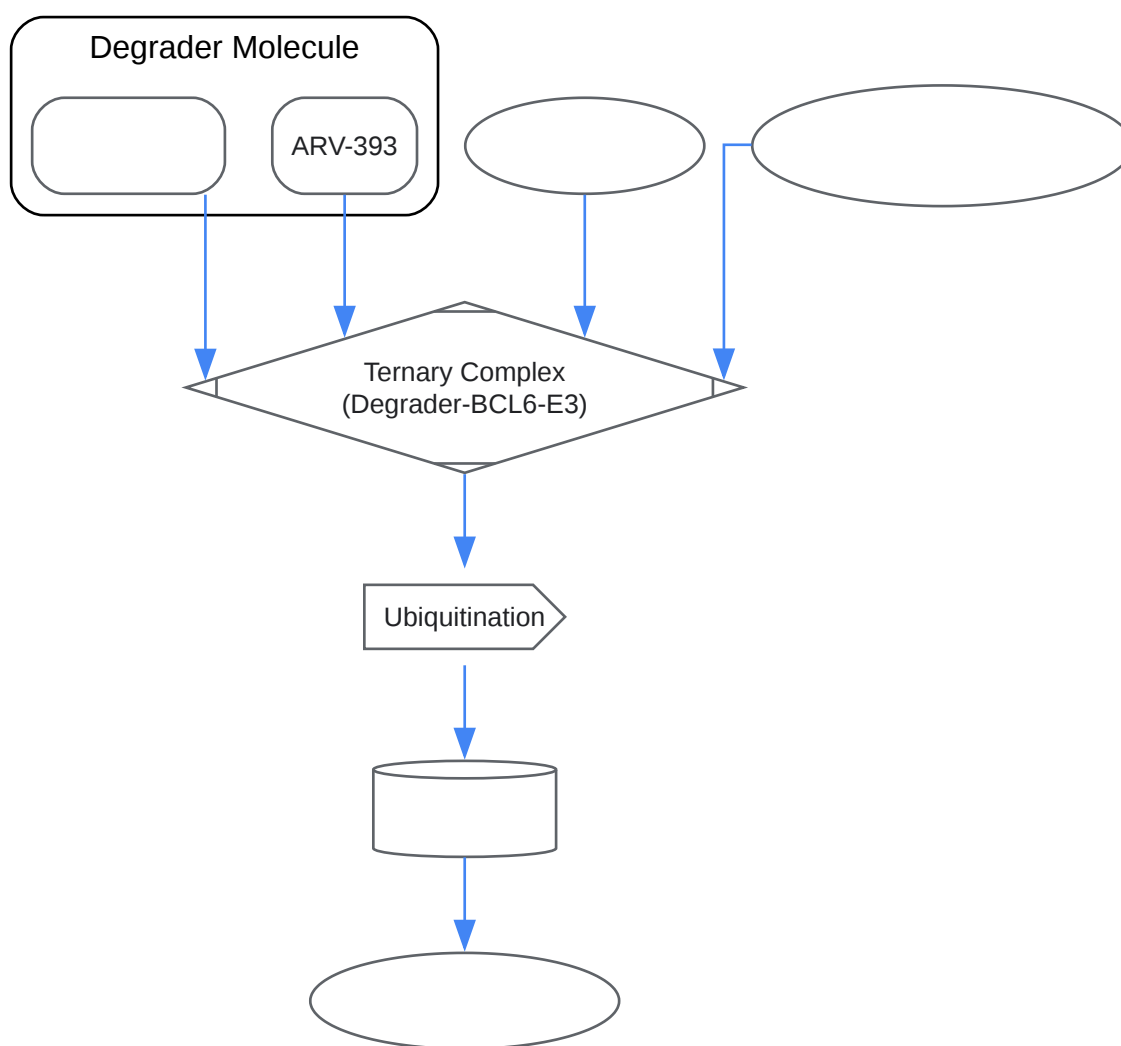 Degrader Molecule
ARV-393
Ternary Complex
(Degrader-BCL6-E3)
Ubiquitination